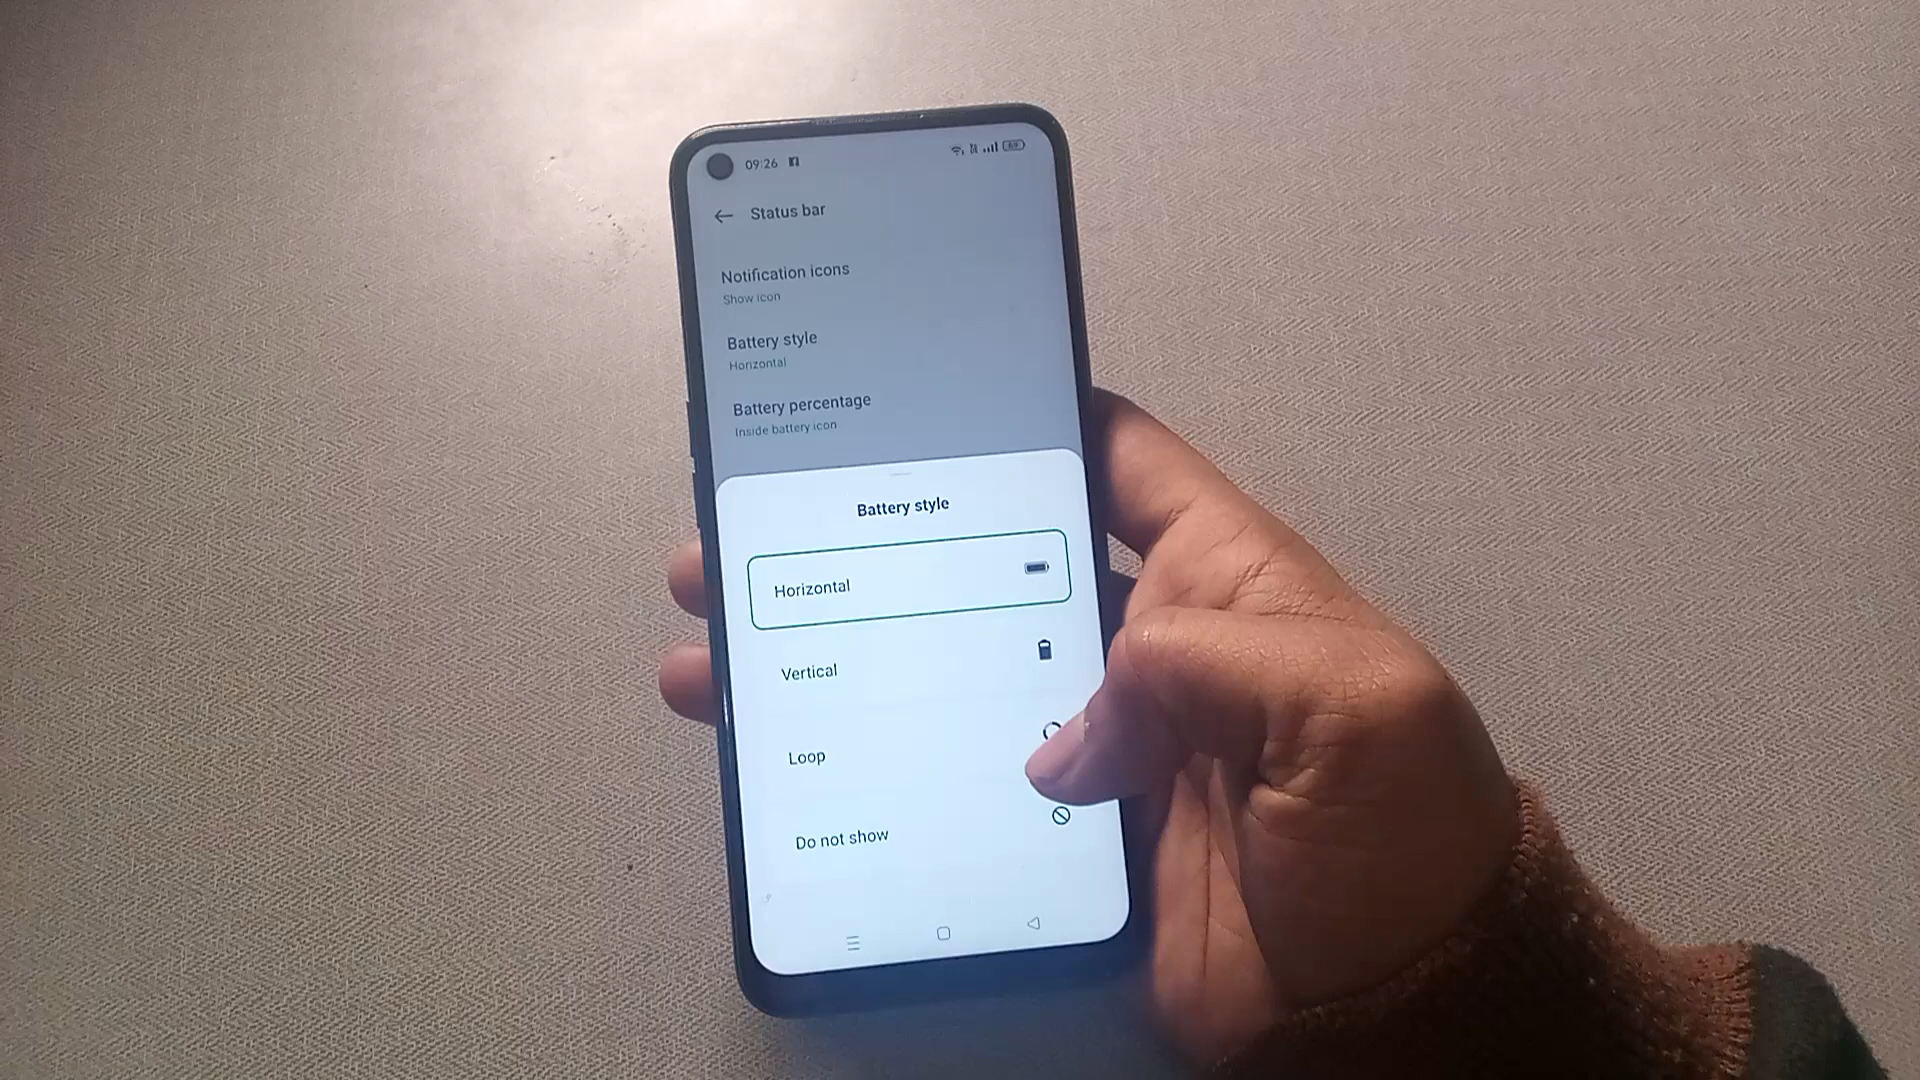 09:26
Status bar
Notification icons
Show icon
Battery style
Horizontal
Battery percentage
Inside battery icon
Battery style
Horizontal
Vertical
Loop
Do not show